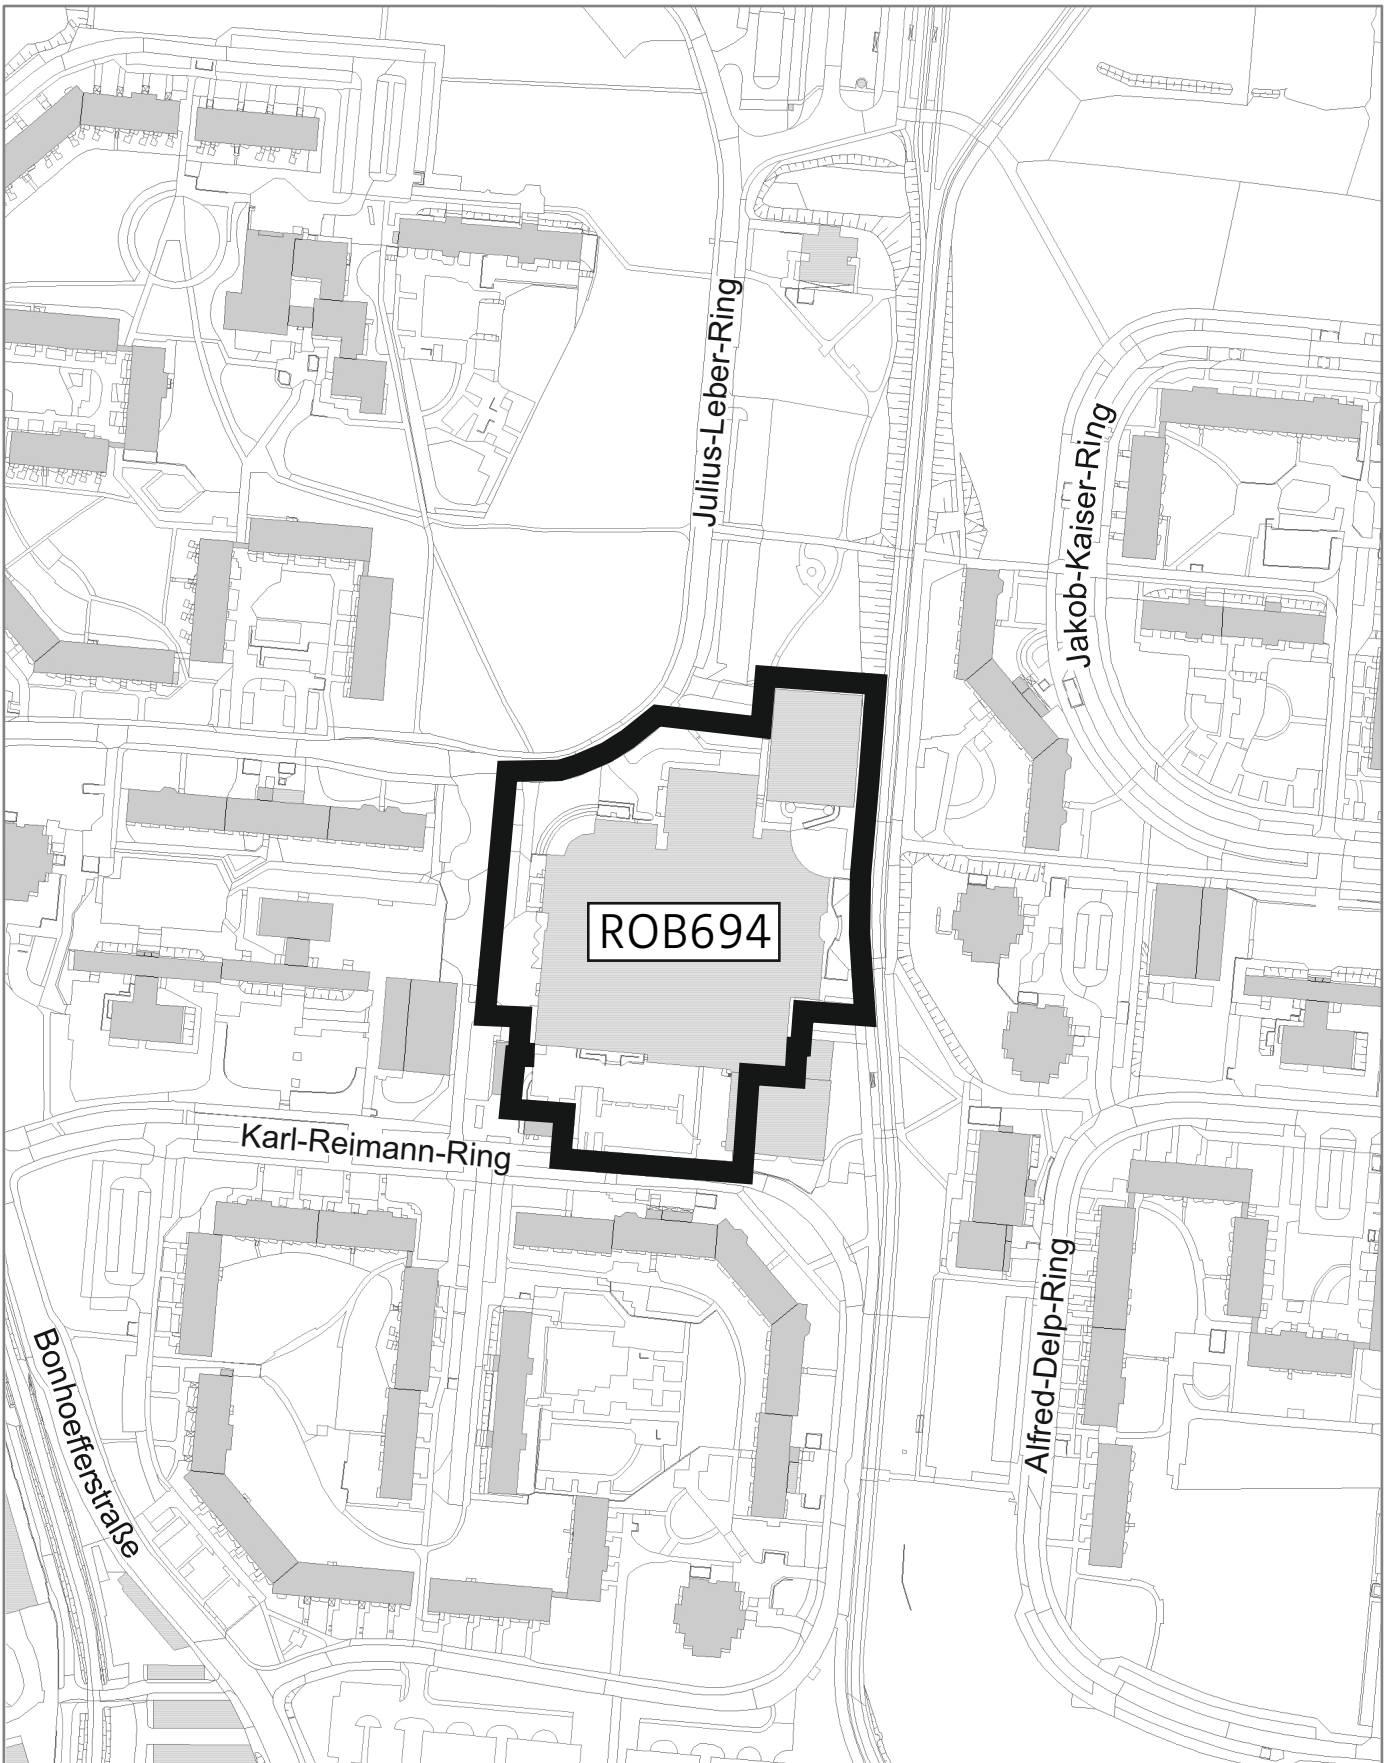 Julius-Leber-Ring
Jakob-Kaiser-Ring
ROB694
Karl-Reimann-Ring
Alfred-Delp-Ring
Bonhoefferstraße